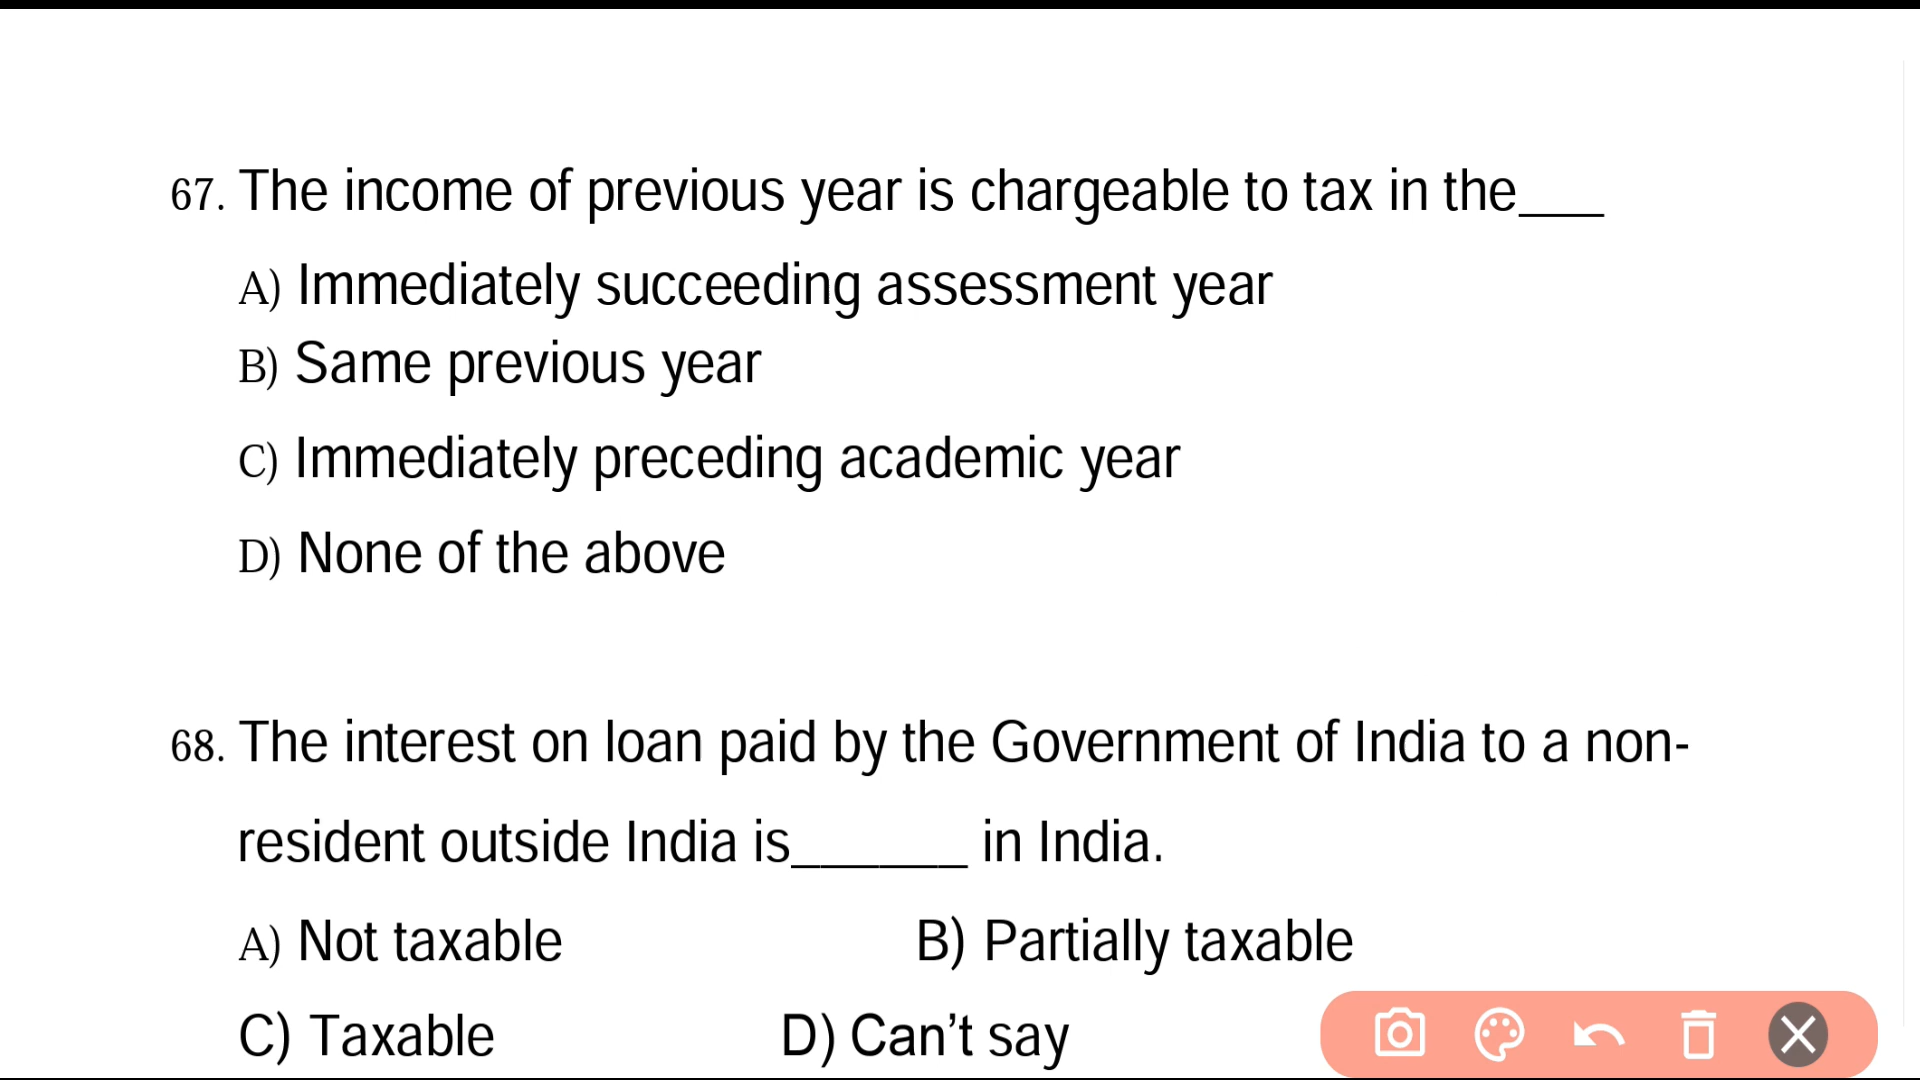 67. The income of previous year is chargeable to tax in the___
A) Immediately succeeding assessment year
B) Same previous year
C) Immediately preceding academic year
D) None of the above
68. The interest on loan paid by the Government of India to a non-
resident outside India is______ in India.
A) Not taxable B) Partially taxable
C) Taxable D) Can’t say